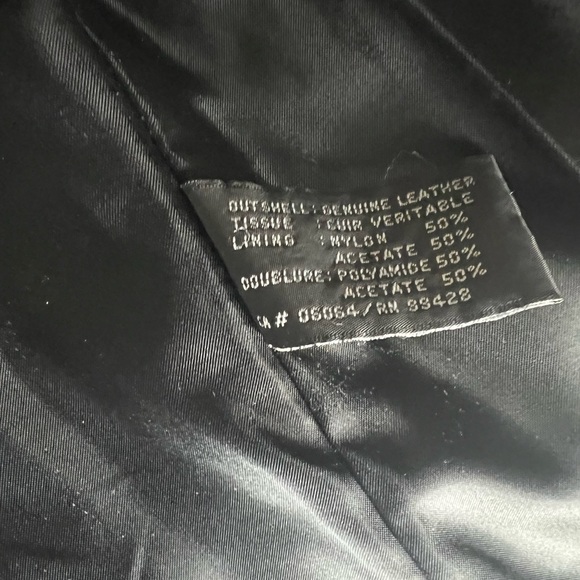 OUTSHELL: GENUINE LEATHER
TISSUE : CUIR VERITABLE
LINING : NYLON 50%
ACETATE 50%
DOUBLURE: POLYAMIDE 50%
ACETATE 50%
CA # 06064/RN 99428